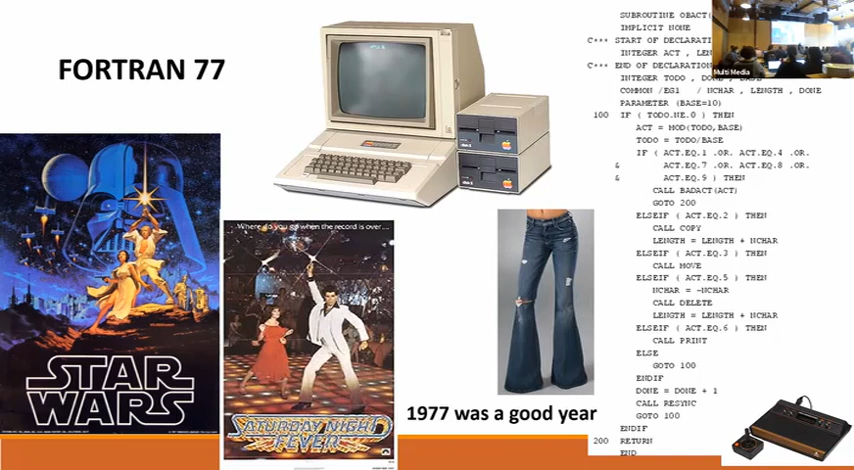 FORTRAN 77
STAR
WARS
Where do you go when the record is over...
SATURDAY NIGHT
FEVER
1977 was a good year
SUBROUTINE OBACT(
IMPLICIT NONE
C*** START OF DECLARATI
INTEGER ACT , LEN
C*** END OF DECLARATION
INTEGER TODO , DONE , BASE
COMMON /EG1 / NCHAR , LENGTH , DONE
PARAMETER (BASE=10)
100 IF ( TODO.NE.0 ) THEN
ACT = MOD(TODO,BASE)
TODO = TODO/BASE
IF ( ACT.EQ.1 .OR. ACT.EQ.4 .OR.
& ACT.EQ.7 .OR. ACT.EQ.8 .OR.
& ACT.EQ.9 ) THEN
CALL BADACT(ACT)
GOTO 200
ELSEIF ( ACT.EQ.2 ) THEN
CALL COPY
LENGTH = LENGTH + NCHAR
ELSEIF ( ACT.EQ.3 ) THEN
CALL MOVE
ELSEIF ( ACT.EQ.5 ) THEN
NCHAR = -NCHAR
CALL DELETE
LENGTH = LENGTH + NCHAR
ELSEIF ( ACT.EQ.6 ) THEN
CALL PRINT
ELSE
GOTO 100
ENDIF
DONE = DONE + 1
CALL RESYNC
GOTO 100
ENDIF
200 RETURN
END
Multi Media